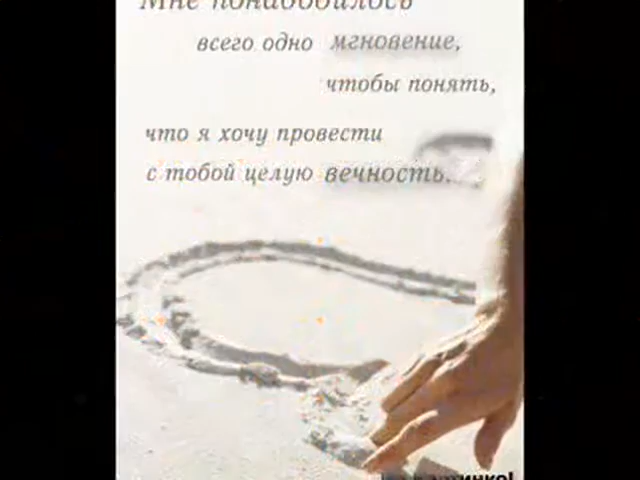 Мне понадобилось
всего одно мгновение,
чтобы понять,
что я хочу провести
с тобой целую вечность.